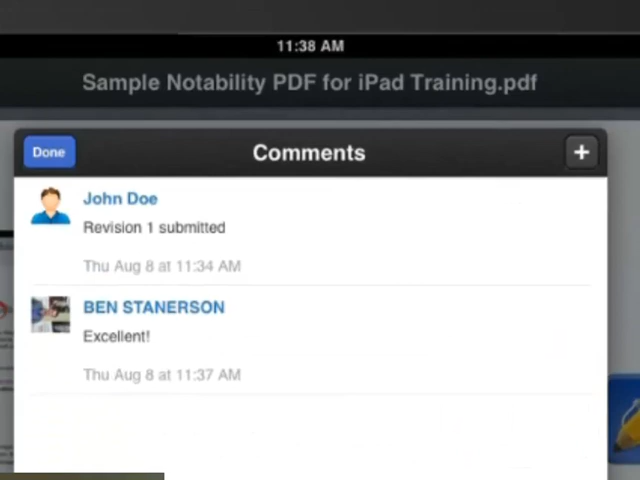 11:38 AM
Sample Notability PDF for iPad Training.pdf
Done
Comments
+
John Doe
Revision 1 submitted
Thu Aug 8 at 11:34 AM
BEN STANERSON
Excellent!
Thu Aug 8 at 11:37 AM